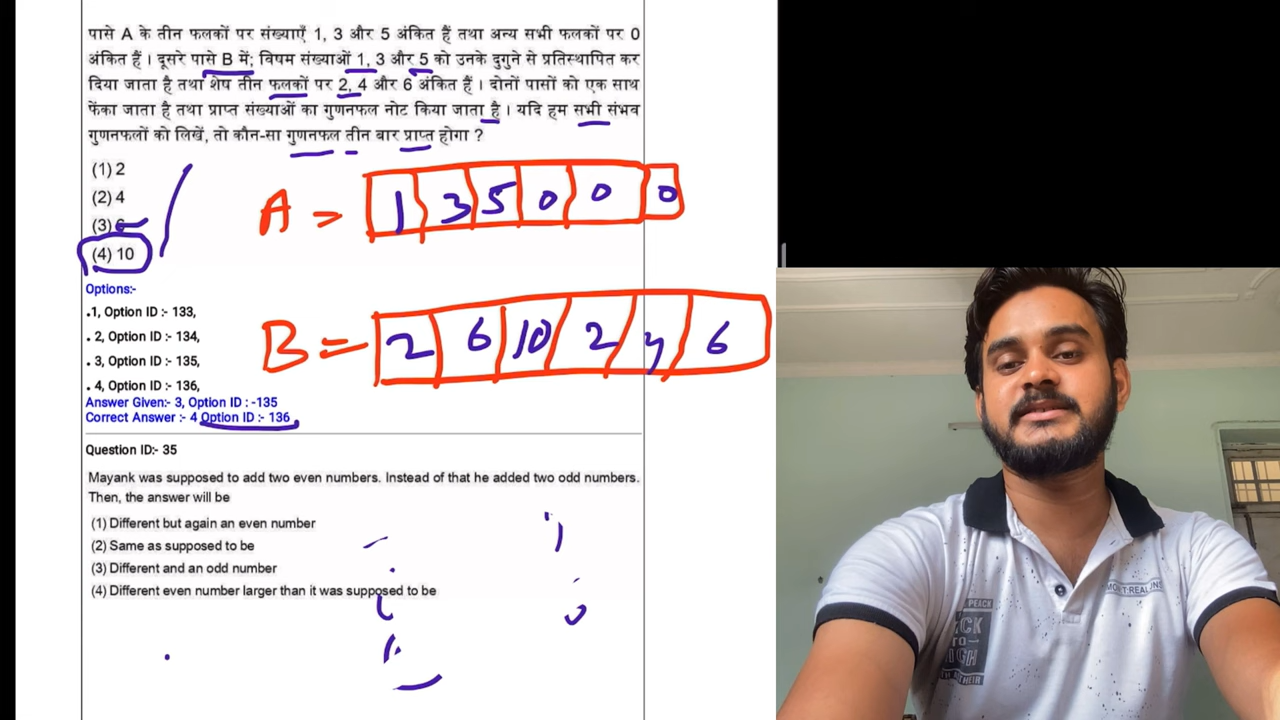 पासे A के तीन फलकों पर संख्याएँ 1, 3 और 5 अंकित हैं तथा अन्य सभी फलकों पर 0
अंकित हैं । दूसरे पासे B में; विषम संख्याओं 1, 3 और 5 को उनके दुगुने से प्रतिस्थापित कर
दिया जाता है तथा शेष तीन फलकों पर 2, 4 और 6 अंकित हैं । दोनों पासों को एक साथ
फेंका जाता है तथा प्राप्त संख्याओं का गुणनफल नोट किया जाता है । यदि हम सभी संभव
गुणनफलों को लिखें, तो कौन-सा गुणनफल तीन बार प्राप्त होगा ?
(1) 2
(2) 4
(3) 6
(4) 10
A = 1 3 5 0 0 0
B = 2 6 10 2 4 6
Options:-
1, Option ID :- 133,
2, Option ID :- 134,
3, Option ID :- 135,
4, Option ID :- 136,
Answer Given:- 3, Option ID : -135
Correct Answer :- 4 Option ID :- 136
Question ID:- 35
Mayank was supposed to add two even numbers. Instead of that he added two odd numbers.
Then, the answer will be
(1) Different but again an even number
(2) Same as supposed to be
(3) Different and an odd number
(4) Different even number larger than it was supposed to be
PEACH